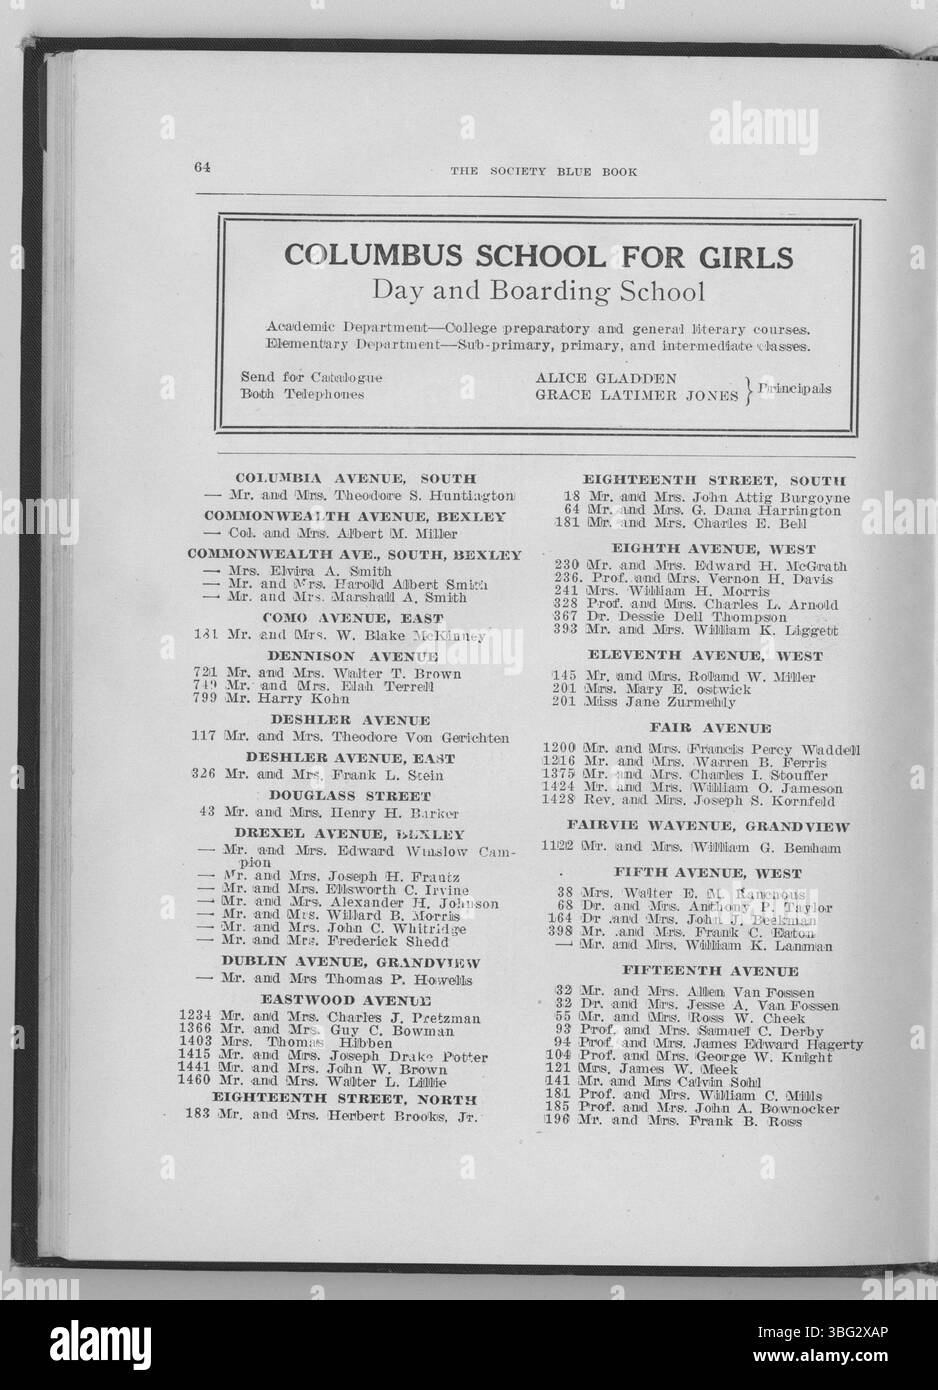 64
THE SOCIETY BLUE BOOK
COLUMBUS SCHOOL FOR GIRLS
Day and Boarding School
Academic Department—College preparatory and general literary courses.
Elementary Department—Sub-primary, primary, and intermediate classes.
Send for Catalogue
Both Telephones
ALICE GLADDEN
GRACE LATIMER JONES } Principals
COLUMBIA AVENUE, SOUTH
— Mr. and Mrs. Theodore S. Huntington
COMMONWEALTH AVENUE, BEXLEY
— Col. and Mrs. Albert M. Miller
COMMONWEALTH AVE., SOUTH, BEXLEY
— Mrs. Elvira A. Smith
— Mr. and Mrs. Harold Albert Smith
— Mr. and Mrs. Marshall A. Smith
COMO AVENUE, EAST
181 Mr. and Mrs. W. Blake McKinney
DENNISON AVENUE
721 Mr. and Mrs. Walter T. Brown
749 Mr. and Mrs. Elah Terrell
799 Mr. Harry Kohn
DESHLER AVENUE
117 Mr. and Mrs. Theodore Von Gerichten
DESHLER AVENUE, EAST
326 Mr. and Mrs. Frank L. Stein
DOUGLASS STREET
43 Mr. and Mrs. Henry H. Barker
DREXEL AVENUE, BEXLEY
— Mr. and Mrs. Edward Winslow Cam-
pion
— Mr. and Mrs. Joseph H. Frantz
— Mr. and Mrs. Ellsworth C. Irvine
— Mr. and Mrs. Alexander H. Johnson
— Mr. and Mrs. Willard B. Morris
— Mr. and Mrs. John C. Whitridge
— Mr. and Mrs. Frederick Shedd
DUBLIN AVENUE, GRANDVIEW
— Mr. and Mrs Thomas P. Howells
EASTWOOD AVENUE
1234 Mr. and Mrs. Charles J. Pretzman
1366 Mr. and Mrs. Guy C. Bowman
1403 Mrs. Thomas Hibben
1415 Mr. and Mrs. Joseph Drake Potter
1441 Mr. and Mrs. John W. Brown
1460 Mr. and Mrs. Walter L. Lillie
EIGHTEENTH STREET, NORTH
183 Mr. and Mrs. Herbert Brooks, Jr.
EIGHTEENTH STREET, SOUTH
18 Mr. and Mrs. John Attig Burgoyne
64 Mr. and Mrs. G. Dana Harrington
181 Mr. and Mrs. Charles E. Bell
EIGHTH AVENUE, WEST
230 Mr. and Mrs. Edward H. McGrath
236. Prof. and Mrs. Vernon H. Davis
241 Mrs. William H. Morris
328 Prof. and Mrs. Charles L. Arnold
367 Dr. Dessie Dell Thompson
393 Mr. and Mrs. William K. Liggett
ELEVENTH AVENUE, WEST
145 Mr. and Mrs. Roland W. Miller
201 Mrs. Mary E. ostwick
201 Miss Jane Zurmehly
FAIR AVENUE
1200 Mr. and Mrs. Francis Percy Waddell
1216 Mr. and Mrs. Warren B. Ferris
1375 Mr. and Mrs. Charles I. Stouffer
1424 Mr. and Mrs. William O. Jameson
1428 Rev. and Mrs. Joseph S. Kornfeld
FAIRVIE WAVENUE, GRANDVIEW
1122 Mr. and Mrs. William G. Benham
FIFTH AVENUE, WEST
38 Mrs. Walter E. M. Ranchous
68 Dr. and Mrs. Anthony P. Taylor
164 Dr .and Mrs. John J. Beekman
398 Mr. .and Mrs. Frank C. Eaton
— Mr. and Mrs. William K. Lanman
FIFTEENTH AVENUE
32 Mr. and Mrs. Allen Van Fossen
32 Dr. and Mrs. Jesse A. Van Fossen
55 Mr. and Mrs. Ross W. Cheek
93 Prof. and Mrs. Samuel C. Derby
94 Prof. and Mrs. James Edward Hagerty
104 Prof. and Mrs. George W. Knight
121 Mrs. James W. Meek
141 Mr. and Mrs Calvin Sohl
181 Prof. and Mrs. William C. Mills
185 Prof. and Mrs. John A. Bownocker
196 Mr. and Mrs. Frank B. Ross
alamy
Image ID: 3BG2XAP
www.alamy.com